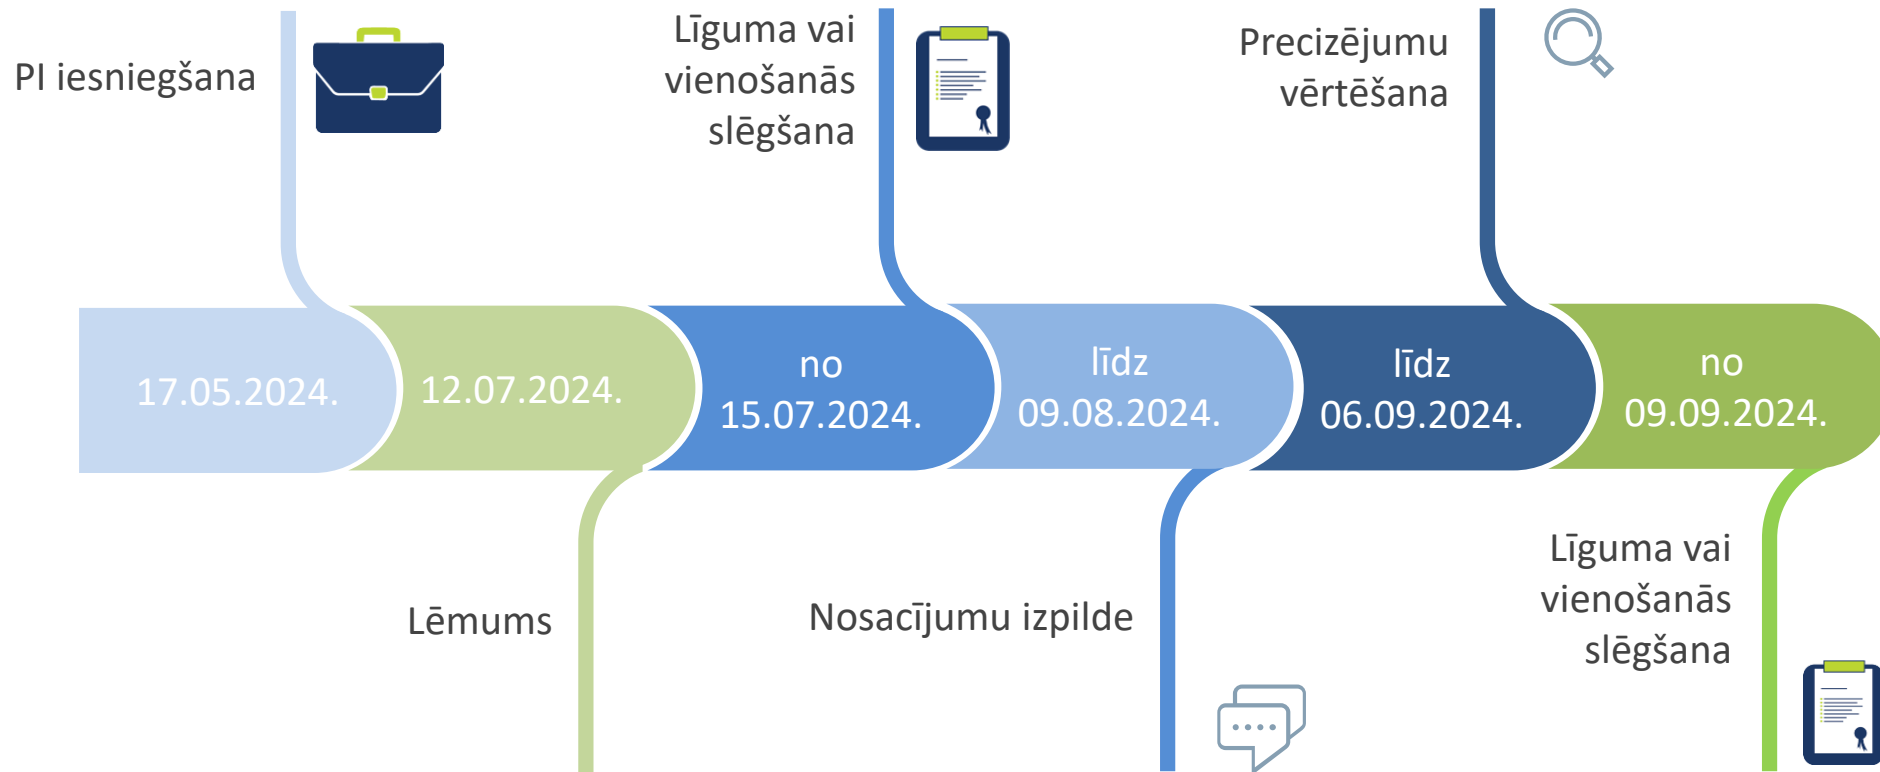 PI iesniegšana
Līguma vai
vienošanās
slēgšana
Precizējumu
vērtēšana
17.05.2024.
12.07.2024.
no
15.07.2024.
līdz
09.08.2024.
līdz
06.09.2024.
no
09.09.2024.
Lēmums
Nosacījumu izpilde
Līguma vai
vienošanās
slēgšana